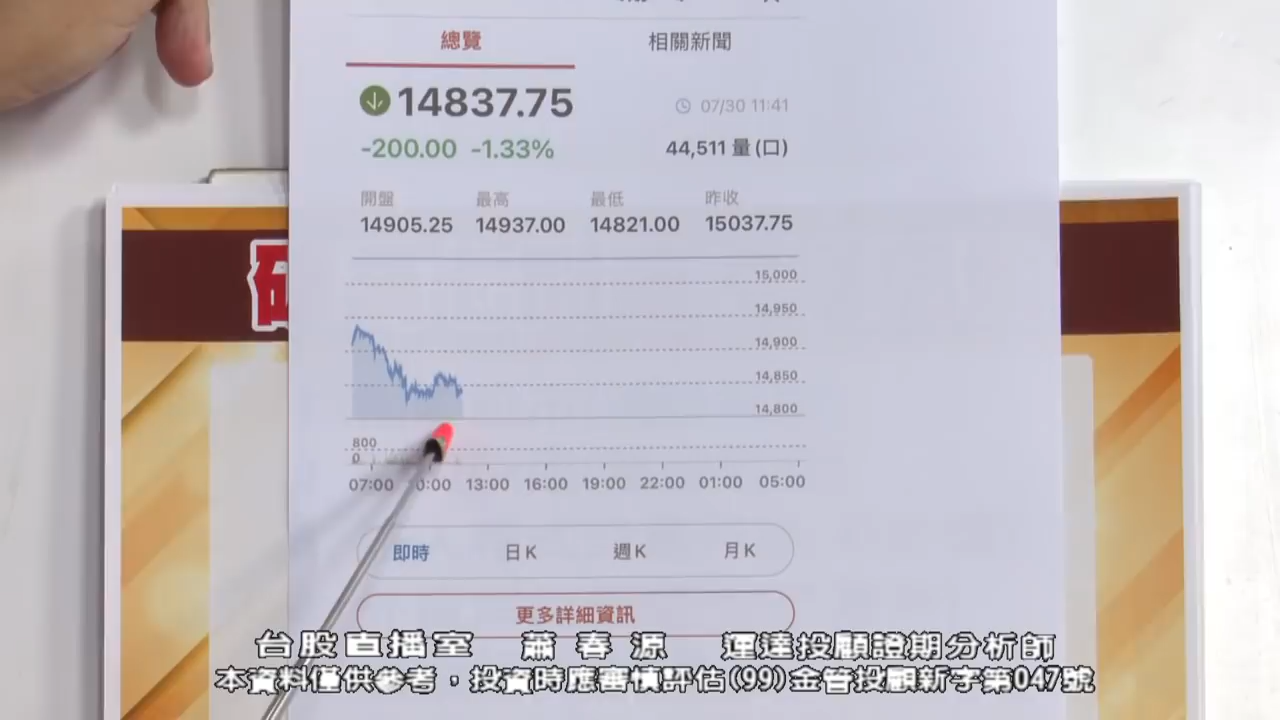 總覽 相關新聞
14837.75 07/30 11:41
-200.00 -1.33% 44,511 量(口)
開盤 最高 最低 昨收
14905.25 14937.00 14821.00 15037.75
15,000
14,950
14,900
14,850
14,800
800
0
07:00 0:00 13:00 16:00 19:00 22:00 01:00 05:00
即時 日K 週K 月K
更多詳細資訊
台股直播室 蕭春源 運達投顧證期分析師
本資料僅供參考，投資時應審慎評估(99)金管投顧新字第047號